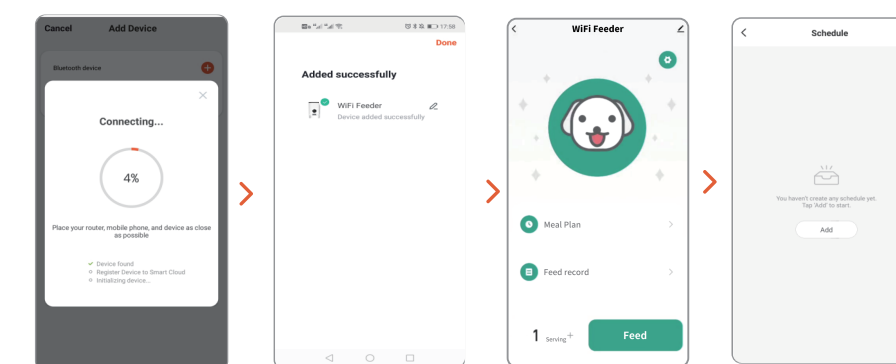 Cancel Add Device
Bluetooth device
Connecting...
4%
Place your router, mobile phone, and device as close
as possible
Device found
Register Device to Smart Cloud
Initializing device...
17:58
Done
Added successfully
WiFi Feeder
Device added successfully
WiFi Feeder
Meal Plan
Feed record
1 Serving + Feed
Schedule
You haven't create any schedule yet.
Tap 'Add' to start.
Add